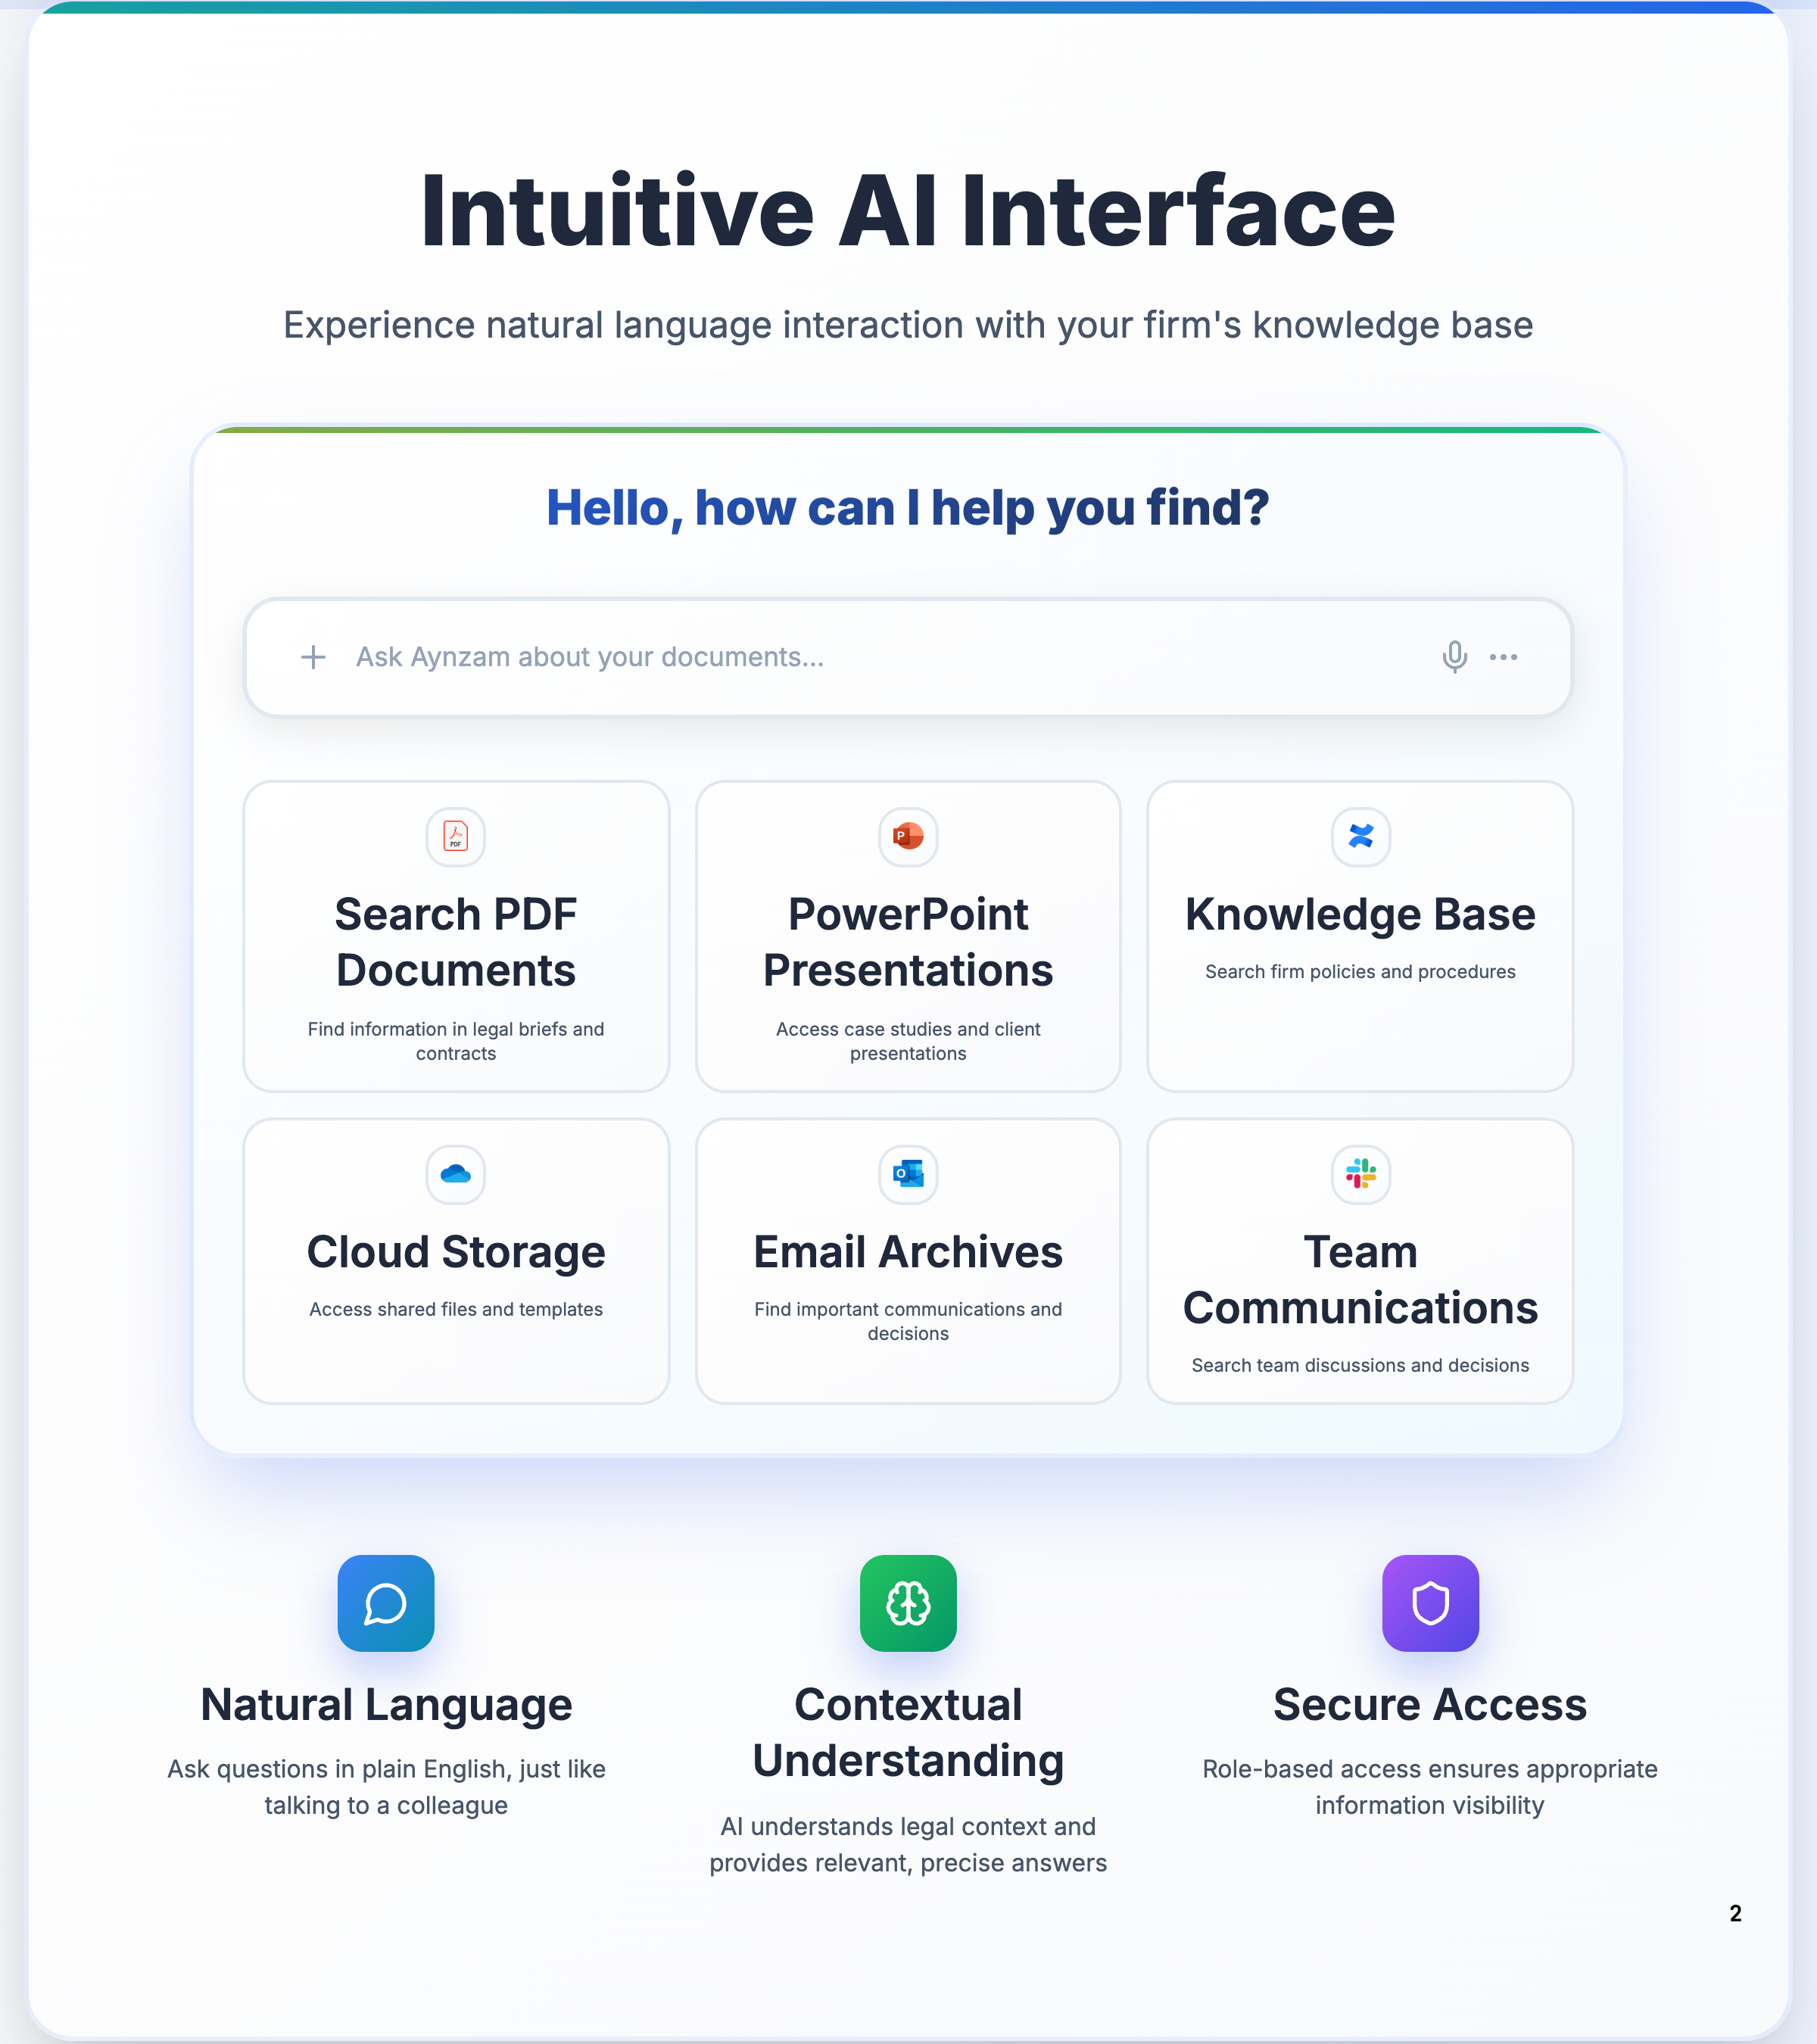 Intuitive AI Interface
Experience natural language interaction with your firm's knowledge base
Hello, how can I help you find?
Ask Aynzam about your documents...
PDF
Search PDF
Documents
Find information in legal briefs and
contracts
P
PowerPoint
Presentations
Access case studies and client
presentations
Knowledge Base
Search firm policies and procedures
Cloud Storage
Access shared files and templates
O
Email Archives
Find important communications and
decisions
Team
Communications
Search team discussions and decisions
Natural Language
Ask questions in plain English, just like
talking to a colleague
Contextual
Understanding
AI understands legal context and
provides relevant, precise answers
Secure Access
Role-based access ensures appropriate
information visibility
2